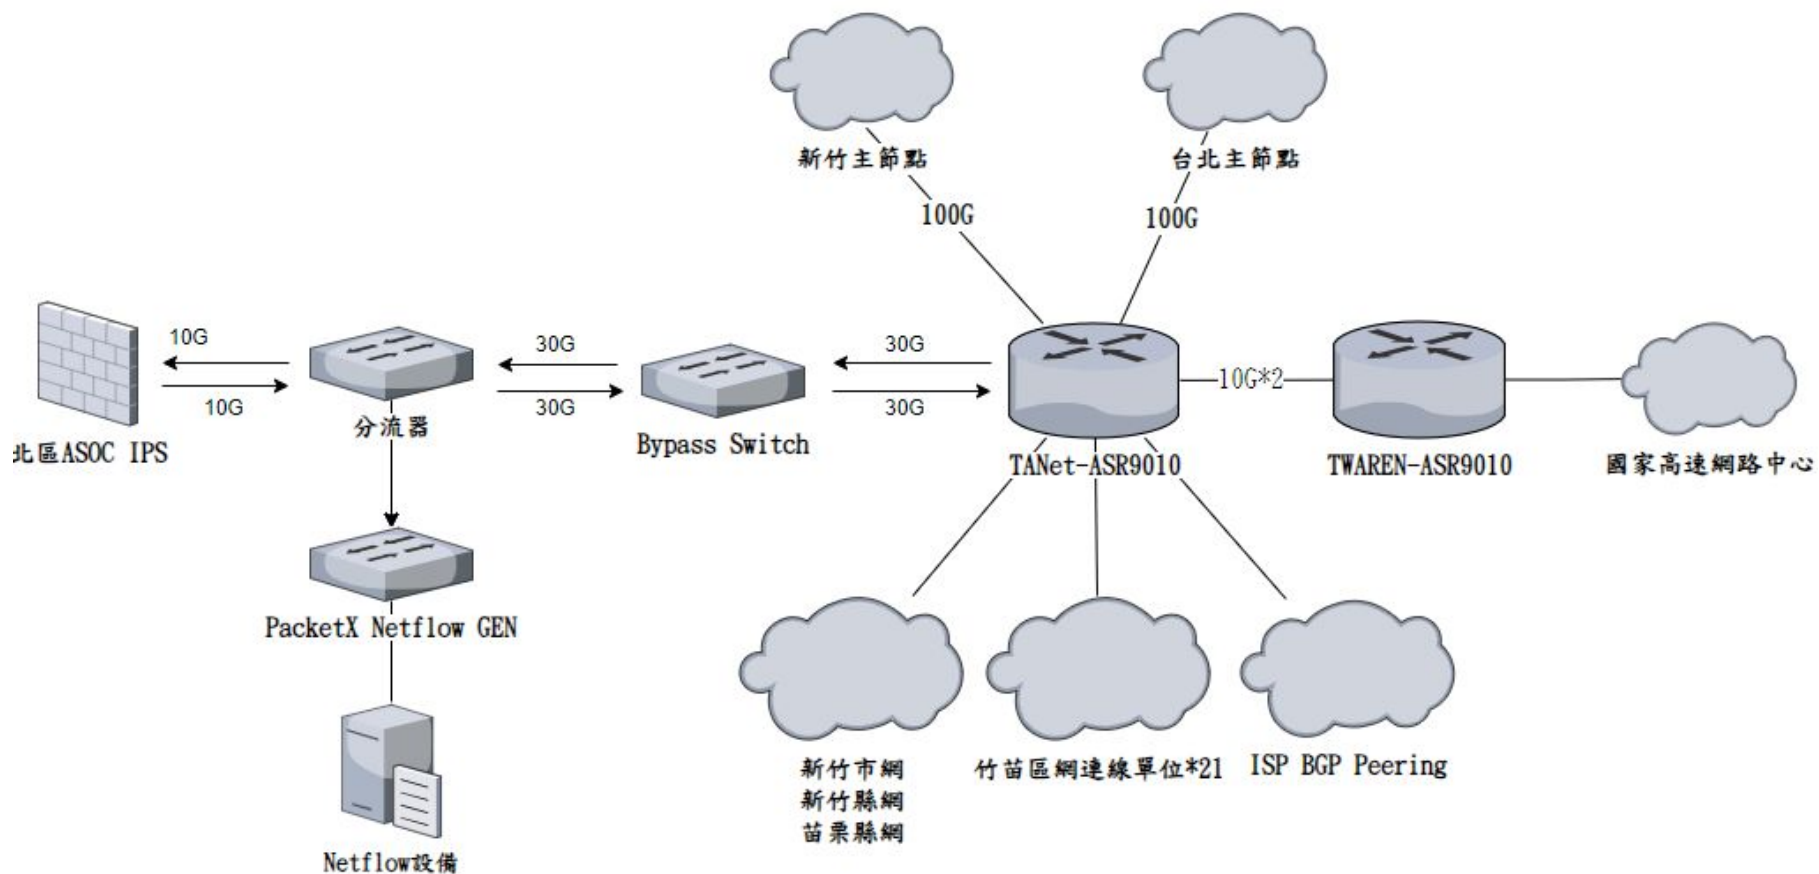 新竹主節點
台北主節點
100G
100G
10G
30G
30G
10G*2
10G
30G
30G
北區ASOC IPS
分流器
Bypass Switch
TANet-ASR9010
TWAREN-ASR9010
國家高速網路中心
PacketX Netflow GEN
新竹市網
新竹縣網
苗栗縣網
竹苗區網連線單位*21
ISP BGP Peering
Netflow設備